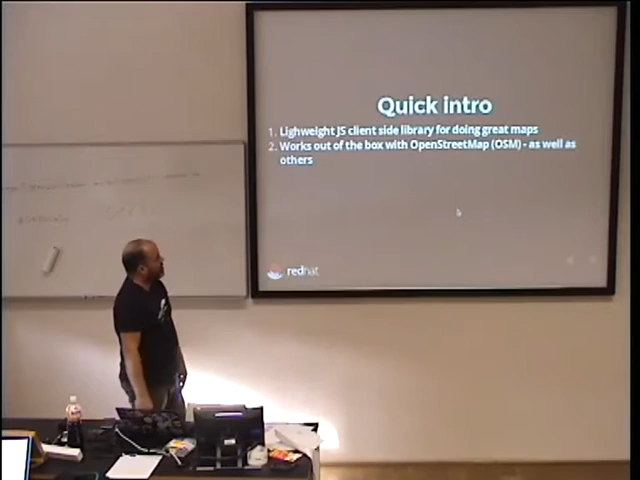 Quick intro
1. Lighweight JS client side library for doing great maps
2. Works out of the box with OpenStreetMap (OSM) - as well as
others
redhat